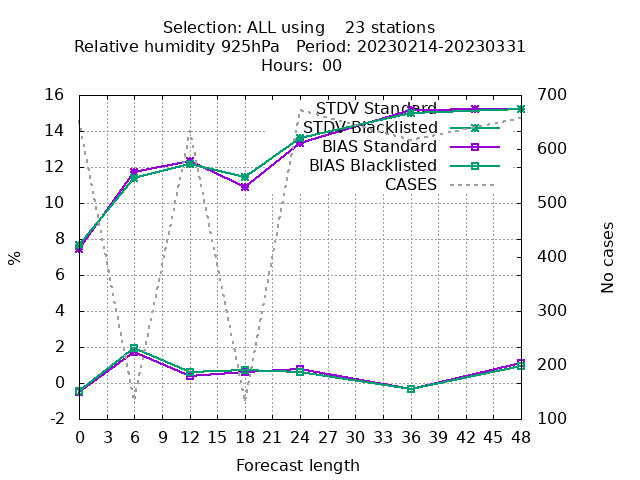 Selection: ALL using    23 stations
Relative humidity 925hPa   Period: 20230214-20230331
Hours: 00
16 14 12 10 8 6 4 2 0 -2
%
STDV Standard
STDV Blacklisted
BIAS Standard
BIAS Blacklisted
CASES
700 600 500 400 300 200 100
No cases
0 3 6 9 12 15 18 21 24 27 30 33 36 39 42 45 48
Forecast length